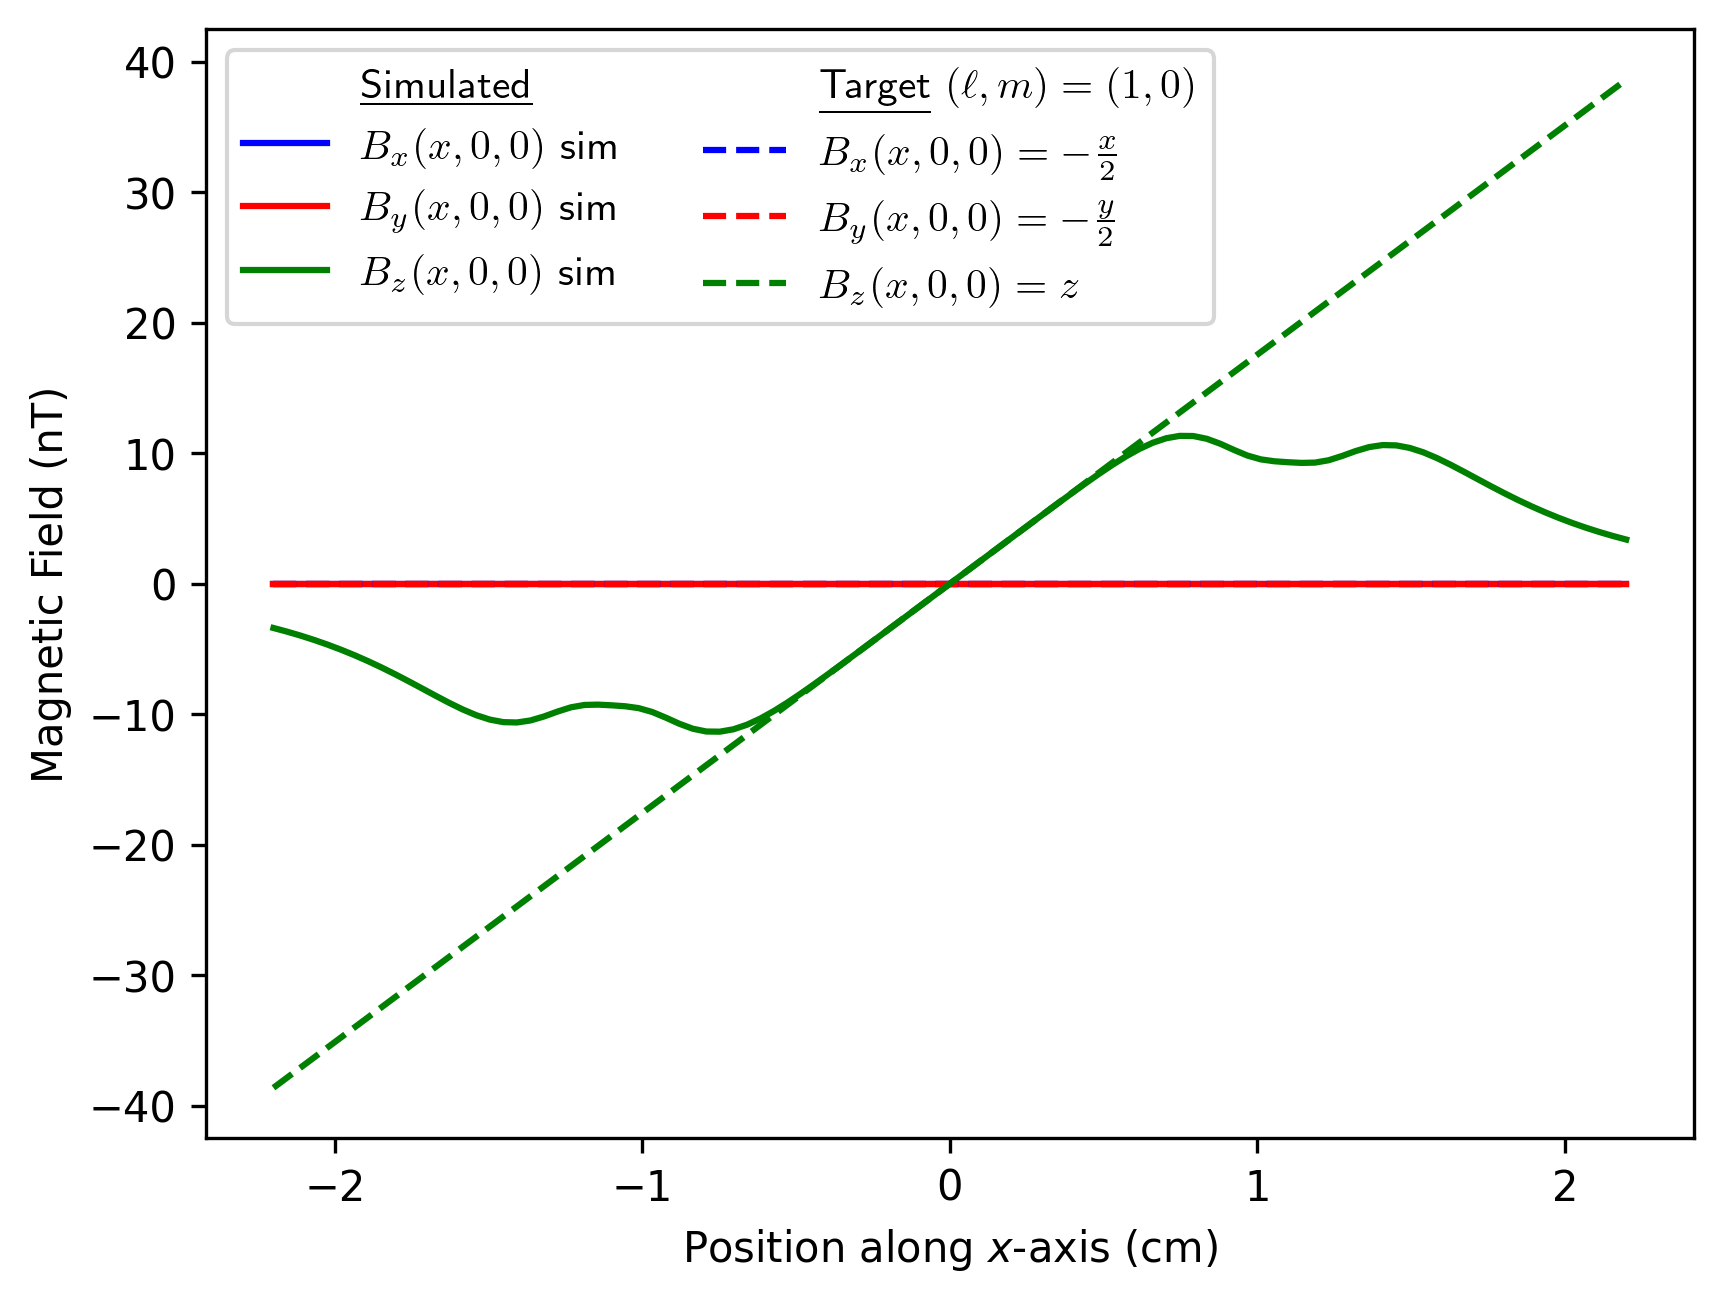 Simulated
B_x(x, 0, 0) sim
B_y(x, 0, 0) sim
B_z(x, 0, 0) sim
Target (ℓ, m) = (1, 0)
B_x(x, 0, 0) = −x/2
B_y(x, 0, 0) = −y/2
B_z(x, 0, 0) = z
Magnetic Field (nT)
40
30
20
10
0
−10
−20
−30
−40
−2 −1 0 1 2
Position along x-axis (cm)